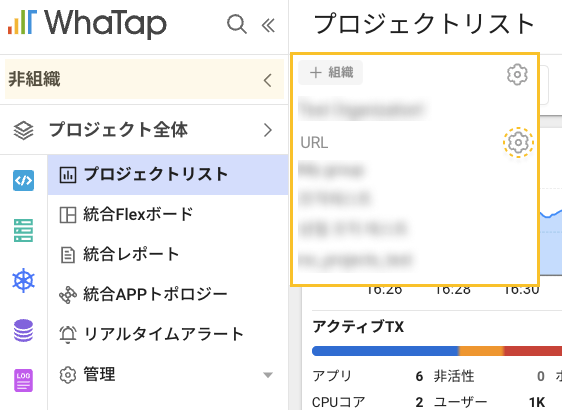 WhaTap
非組織
プロジェクト全体
プロジェクトリスト
統合Flexボード
統合レポート
統合APPトポロジー
リアルタイムアラート
管理
LOG
プロジェクトリスト
+ 組織
URL
16:26 16:28 16:30
アクティブTX
アプリ 6 非活性 0
CPUコア 2 ユーザー 1K